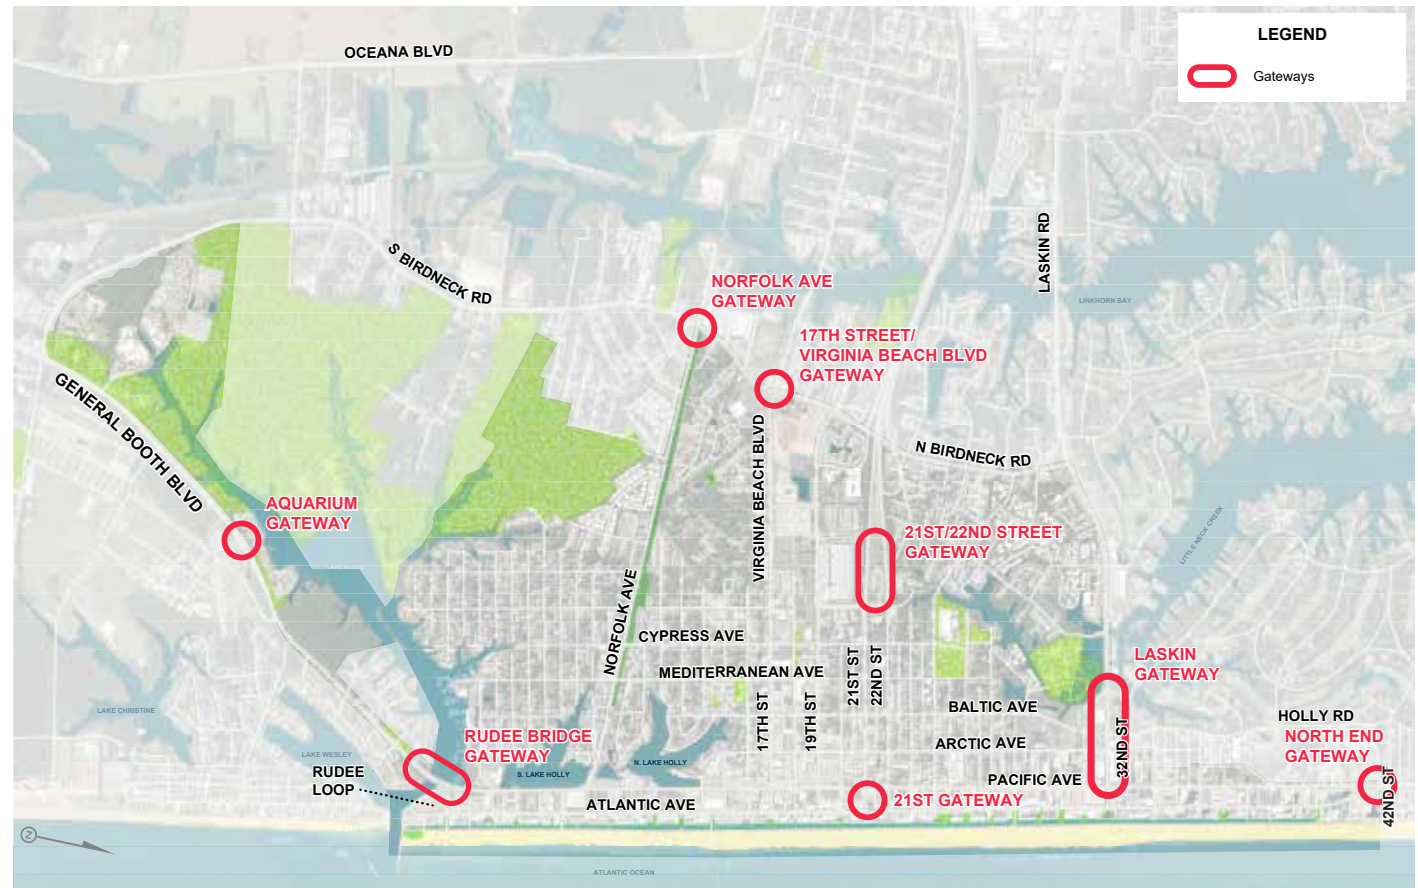 LEGEND
Gateways
OCEANA BLVD
S BIRDNECK RD
LASKIN RD
LINKHORN BAY
NORFOLK AVE
GATEWAY
17TH STREET/
VIRGINIA BEACH BLVD
GATEWAY
GENERAL BOOTH BLVD
N BIRDNECK RD
VIRGINIA BEACH BLVD
AQUARIUM
GATEWAY
21ST/22ND STREET
GATEWAY
LITTLE NECK CREEK
NORFOLK AVE
CYPRESS AVE
MEDITERRANEAN AVE
21ST ST
22ND ST
LASKIN
GATEWAY
17TH ST
19TH ST
BALTIC AVE
LAKE CHRISTINE
HOLLY RD
NORTH END
GATEWAY
32ND ST
ARCTIC AVE
RUDEE BRIDGE
GATEWAY
LAKE WESLEY
N. LAKE HOLLY
S. LAKE HOLLY
RUDEE
LOOP
PACIFIC AVE
42ND ST
ATLANTIC AVE
21ST GATEWAY
Z
ATLANTIC OCEAN